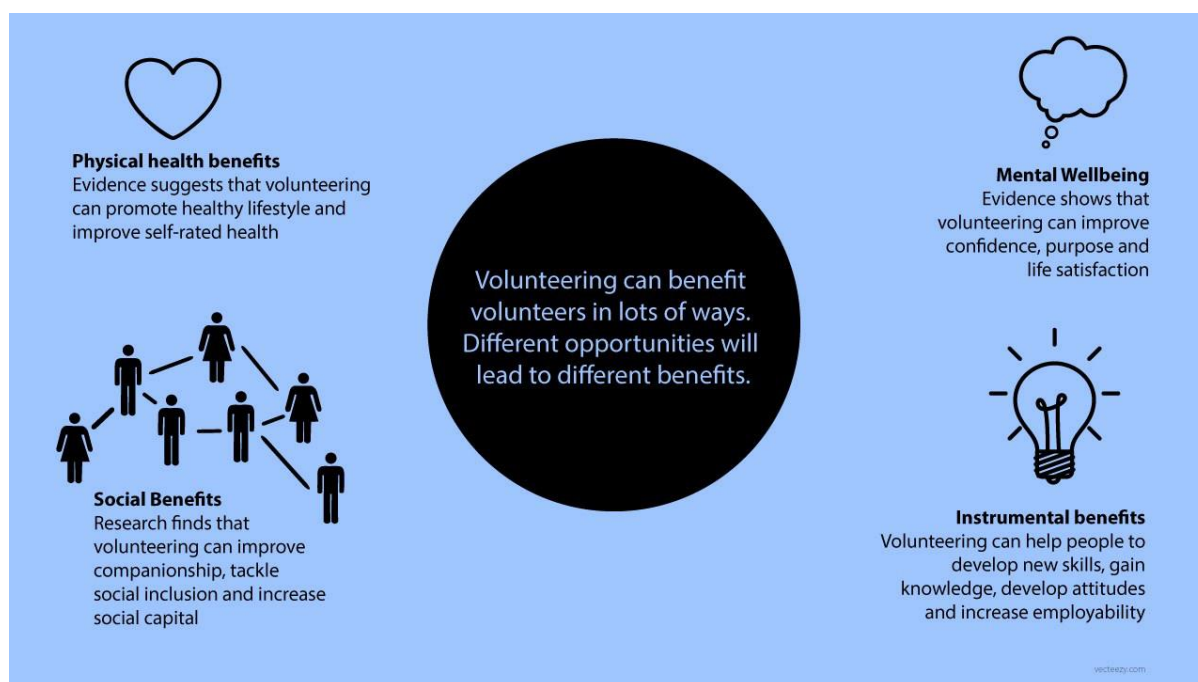 Physical health benefits
Evidence suggests that volunteering
can promote healthy lifestyle and
improve self-rated health
Social Benefits
Research finds that
volunteering can improve
companionship, tackle
social inclusion and increase
social capital
Volunteering can benefit
volunteers in lots of ways.
Different opportunities will
lead to different benefits.
Mental Wellbeing
Evidence shows that
volunteering can improve
confidence, purpose and
life satisfaction
Instrumental benefits
Volunteering can help people to
develop new skills, gain
knowledge, develop attitudes
and increase employability
vecteezy.com